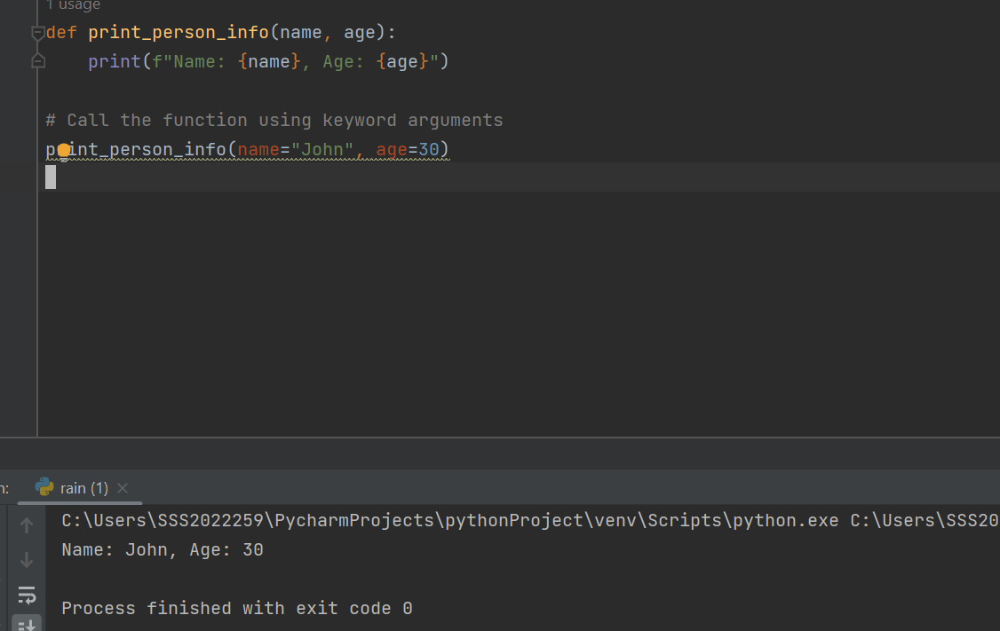 1 usage
def print_person_info(name, age):
    print(f"Name: {name}, Age: {age}")
# Call the function using keyword arguments
print_person_info(name="John", age=30)
rain (1)
C:\Users\SSS2022259\PycharmProjects\pythonProject\venv\Scripts\python.exe C:\Users\SSS20
Name: John, Age: 30
Process finished with exit code 0